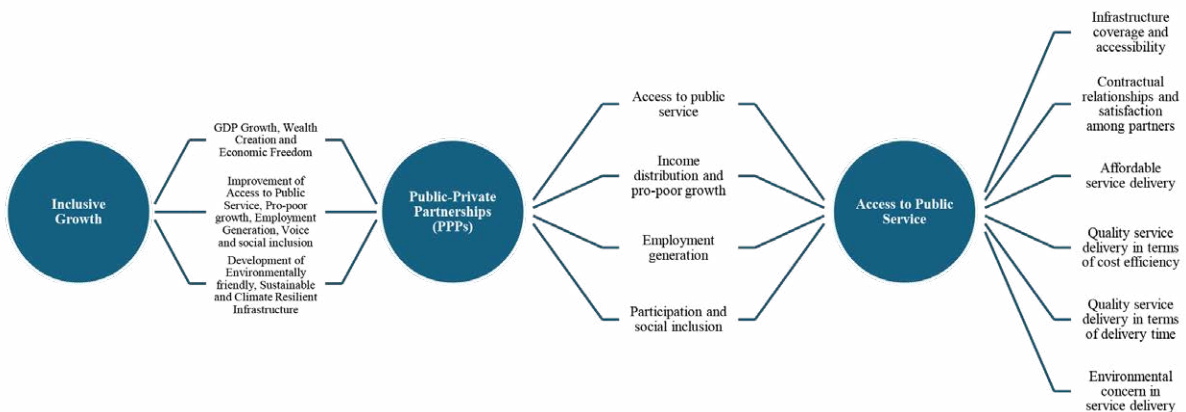 Inclusive
Growth
GDP Growth, Wealth
Creation and
Economic Freedom
Improvement of
Access to Public
Service, Pro-poor
growth, Employment
Generation, Voice
and social inclusion
Development of
Environmentally
friendly, Sustainable
and Climate Resilient
Infrastructure
Public-Private
Partnerships
(PPPs)
Access to public
service
Income
distribution and
pro-poor growth
Employment
generation
Participation and
social inclusion
Access to Public
Service
Infrastructure
coverage and
accessibility
Contractual
relationships and
satisfaction
among partners
Affordable
service delivery
Quality service
delivery in terms
of cost efficiency
Quality service
delivery in terms
of delivery time
Environmental
concern in
service delivery